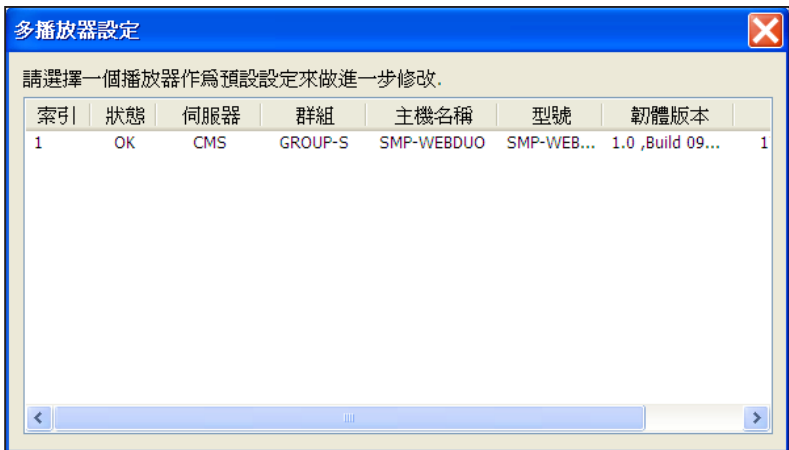 多播放器設定
請選擇一個播放器作為預設設定來做進一步修改.
索引 狀態 伺服器 群組 主機名稱 型號 韌體版本
1 OK CMS GROUP-S SMP-WEBDUO SMP-WEB... 1.0 ,Build 09... 1